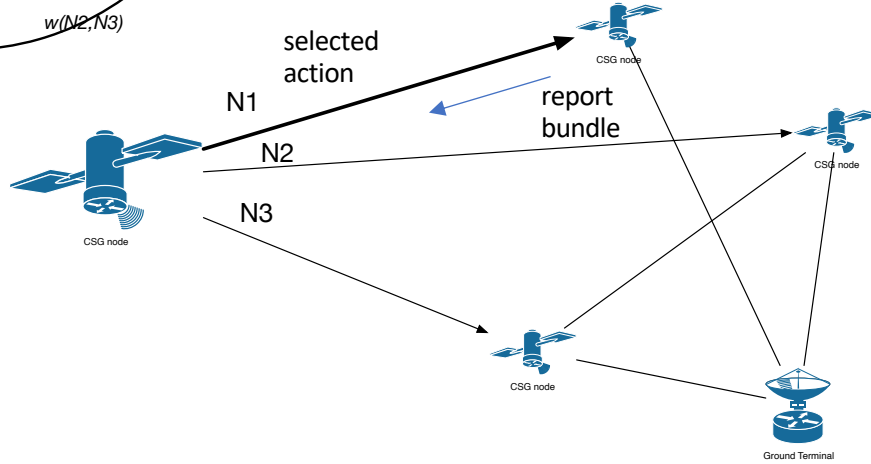 w(N2,N3)
selected
action
CSG node
N1
report
bundle
N2
CSG node
N3
CSG node
CSG node
Ground Terminal